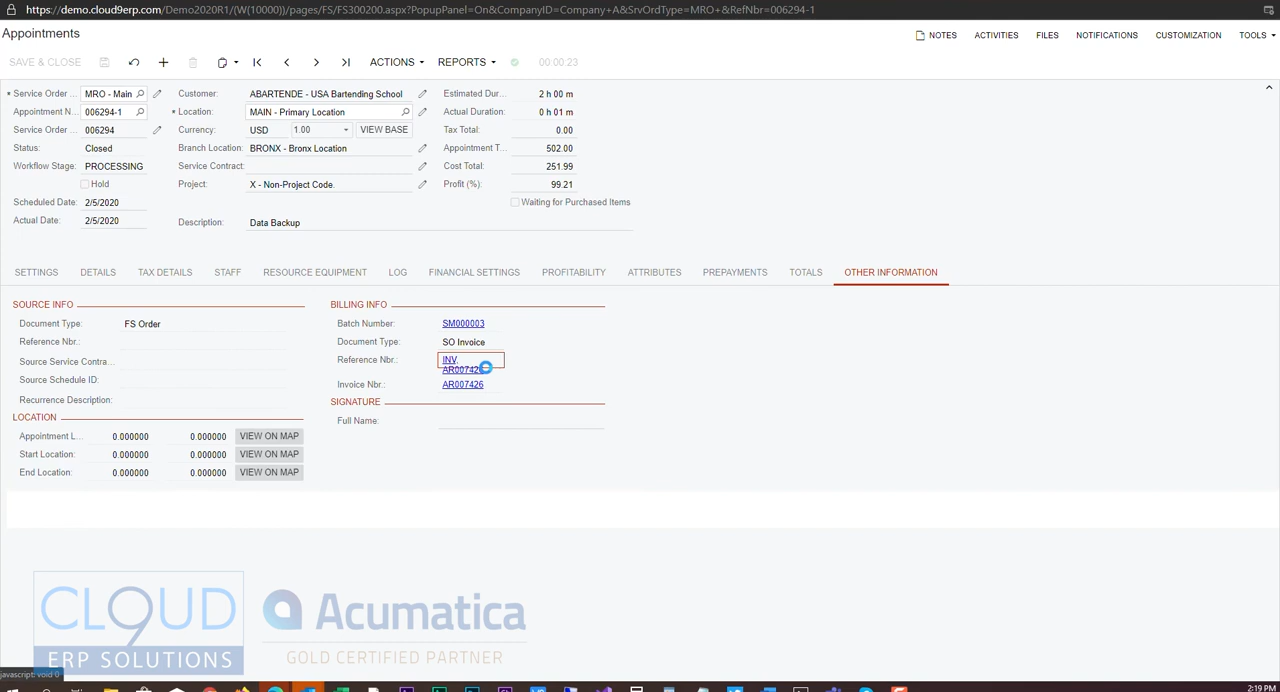 https://demo.cloud9erp.com/Demo2020R1/(W(10000))/pages/FS/FS300200.aspx?PopupPanel=On&CompanyID=Company+A&SrvOrdType=MRO+&RefNbr=006294-1
Appointments
NOTES ACTIVITIES FILES NOTIFICATIONS CUSTOMIZATION TOOLS
SAVE & CLOSE ACTIONS REPORTS 00:00:23
* Service Order ... MRO - Main Customer: ABARTENDE - USA Bartending School Estimated Dur... 2 h 00 m
Appointment N... 006294-1 * Location: MAIN - Primary Location Actual Duration: 0 h 01 m
Service Order ... 006294 Currency: USD 1.00 VIEW BASE Tax Total: 0.00
Status: Closed Branch Location: BRONX - Bronx Location Appointment T... 502.00
Workflow Stage: PROCESSING Service Contract: Cost Total: 251.99
Hold Project: X - Non-Project Code. Profit (%): 99.21
Scheduled Date: 2/5/2020 Waiting for Purchased Items
Actual Date: 2/5/2020 Description: Data Backup
SETTINGS DETAILS TAX DETAILS STAFF RESOURCE EQUIPMENT LOG FINANCIAL SETTINGS PROFITABILITY ATTRIBUTES PREPAYMENTS TOTALS OTHER INFORMATION
SOURCE INFO
Document Type: FS Order
Reference Nbr.:
Source Service Contra...
Source Schedule ID:
Recurrence Description:
LOCATION
Appointment L... 0.000000 0.000000 VIEW ON MAP
Start Location: 0.000000 0.000000 VIEW ON MAP
End Location: 0.000000 0.000000 VIEW ON MAP
BILLING INFO
Batch Number: SM000003
Document Type: SO Invoice
Reference Nbr.: INV,
AR007426
Invoice Nbr.: AR007426
SIGNATURE
Full Name:
CLOUD
9
ERP SOLUTIONS
Acumatica
GOLD CERTIFIED PARTNER
javascript: void 0
2:19 PM